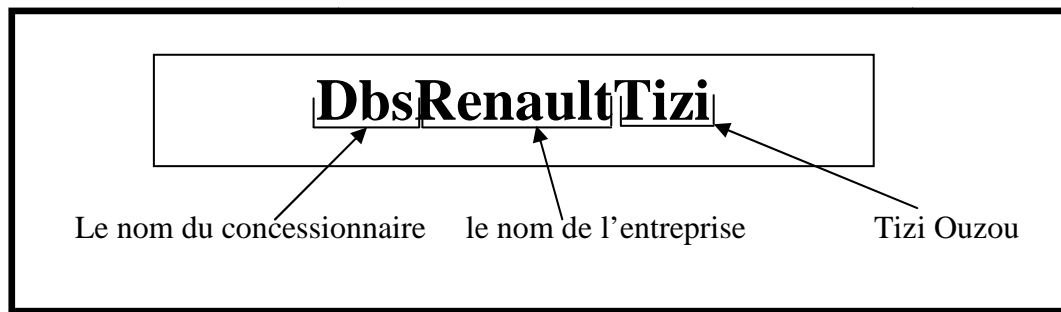 DbsRenaultTizi
Le nom du concessionnaire le nom de l’entreprise Tizi Ouzou